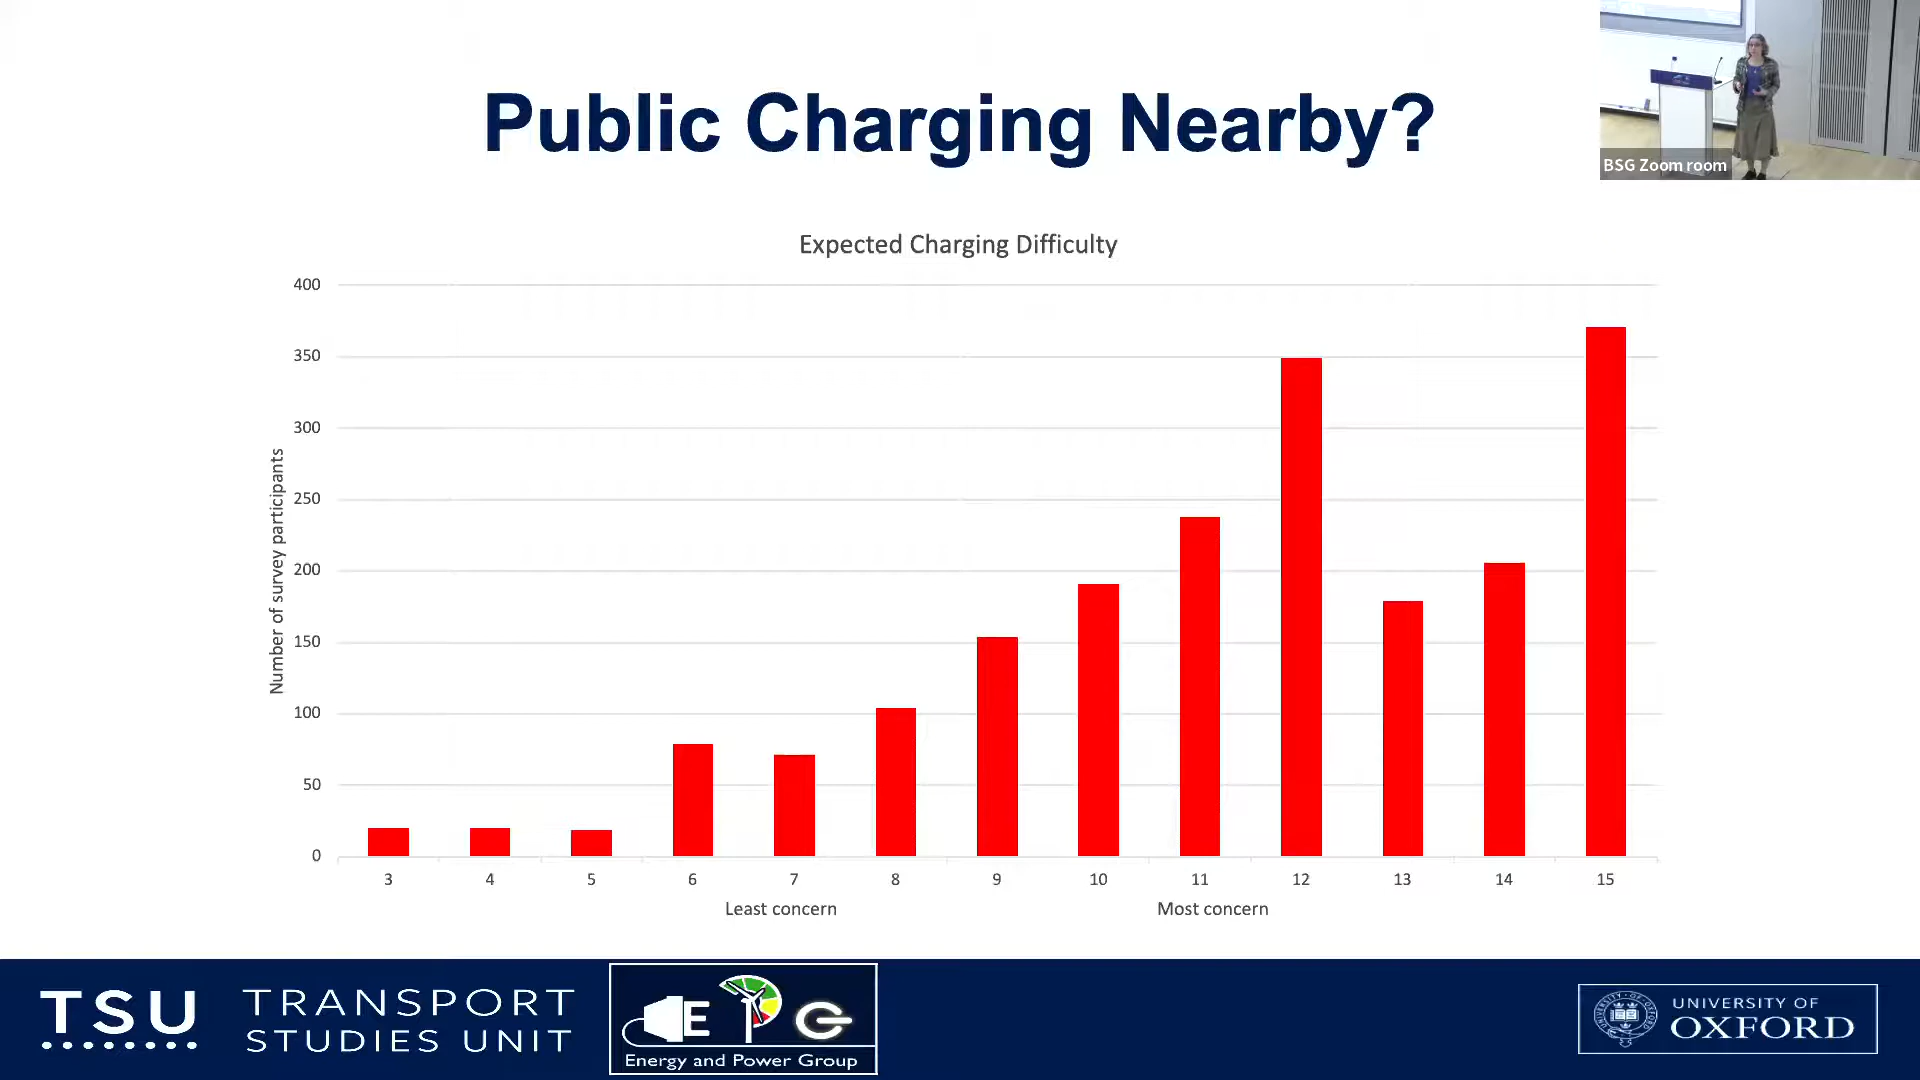 Public Charging Nearby?
BSG Zoom room
Expected Charging Difficulty
Number of survey participants
400
350
300
250
200
150
100
50
0
3 4 5 6 7 8 9 10 11 12 13 14 15
Least concern Most concern
TSU
TRANSPORT
STUDIES UNIT
E P G
Energy and Power Group
UNIVERSITY OF
OXFORD